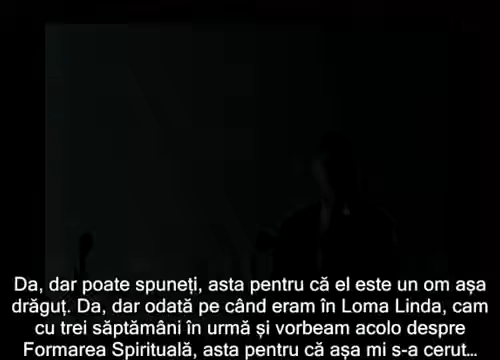 Da, dar poate spuneți, asta pentru că el este un om așa
drăguț. Da, dar odată pe când eram în Loma Linda, cam
cu trei săptămâni în urmă și vorbeam acolo despre
Formarea Spirituală, asta pentru că așa mi s-a cerut...